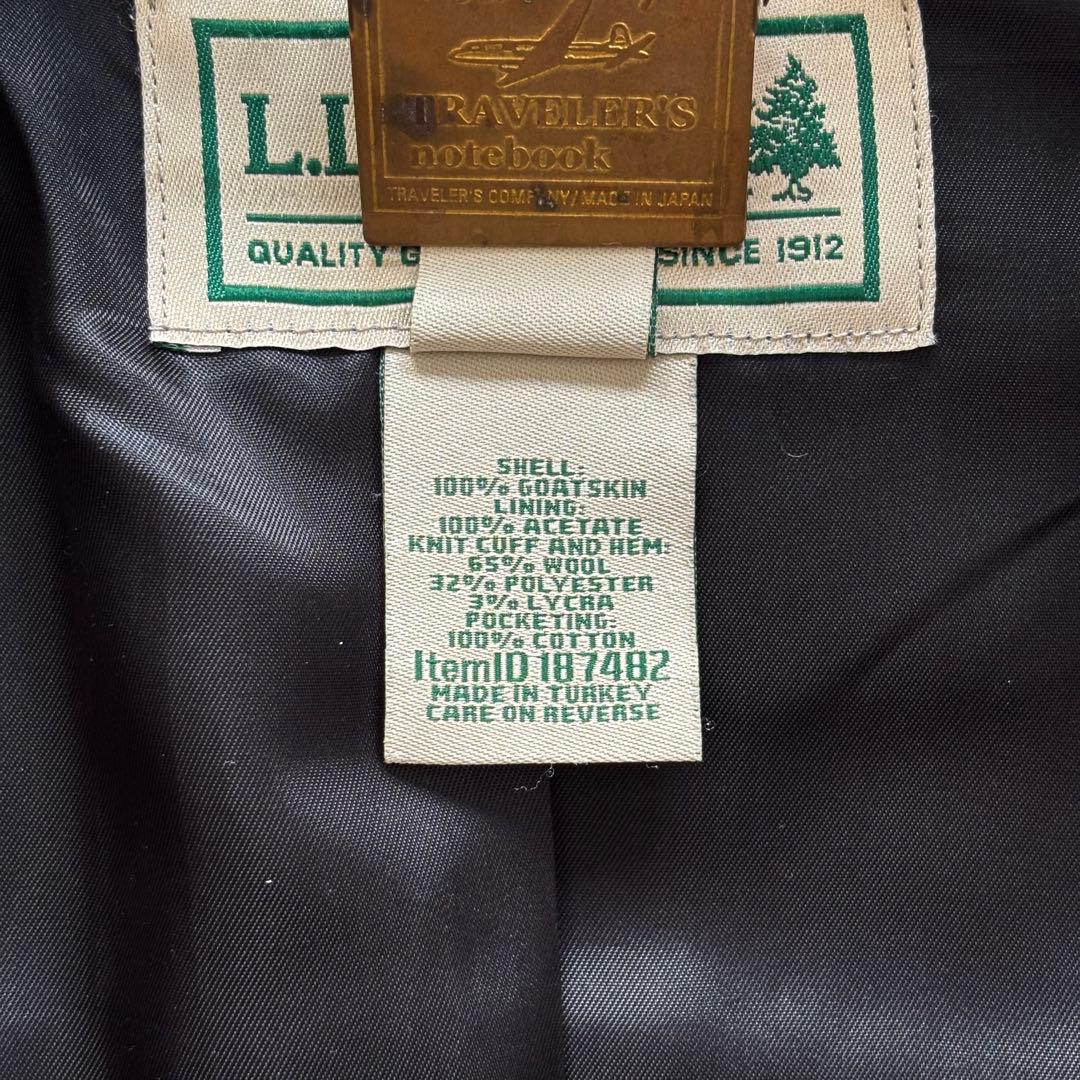 TRAVELER'S
notebook
TRAVELER'S COMPANY/MADE IN JAPAN
L.L
QUALITY G SINCE 1912
SHELL:
100% GOATSKIN
LINING:
100% ACETATE
KNIT CUFF AND HEM:
65% WOOL
32% POLYESTER
3% LYCRA
POCKETING:
100% COTTON
ItemID 187482
MADE IN TURKEY
CARE ON REVERSE